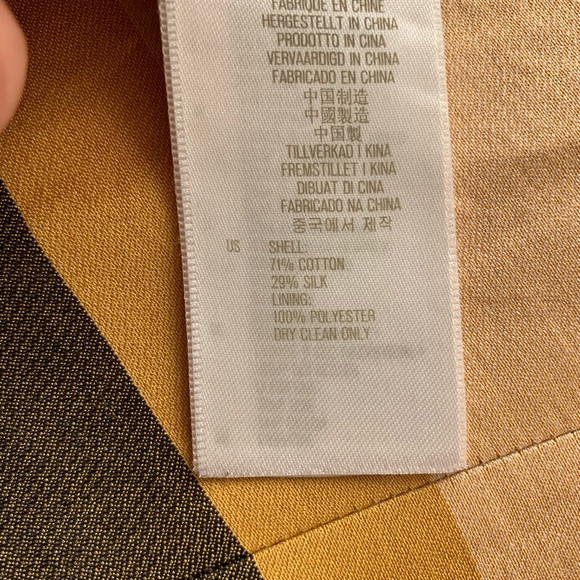 FABRIQUÉ EN CHINE
HERGESTELLT IN CHINA
PRODOTTO IN CINA
VERVAARDIGD IN CHINA
FABRICADO EN CHINA
中国制造
中國製造
中国製
TILLVERKAD I KINA
FREMSTILLET I KINA
DIBUAT DI CINA
FABRICADO NA CHINA
중국에서 제작
US SHELL:
71% COTTON
29% SILK
LINING:
100% POLYESTER
DRY CLEAN ONLY